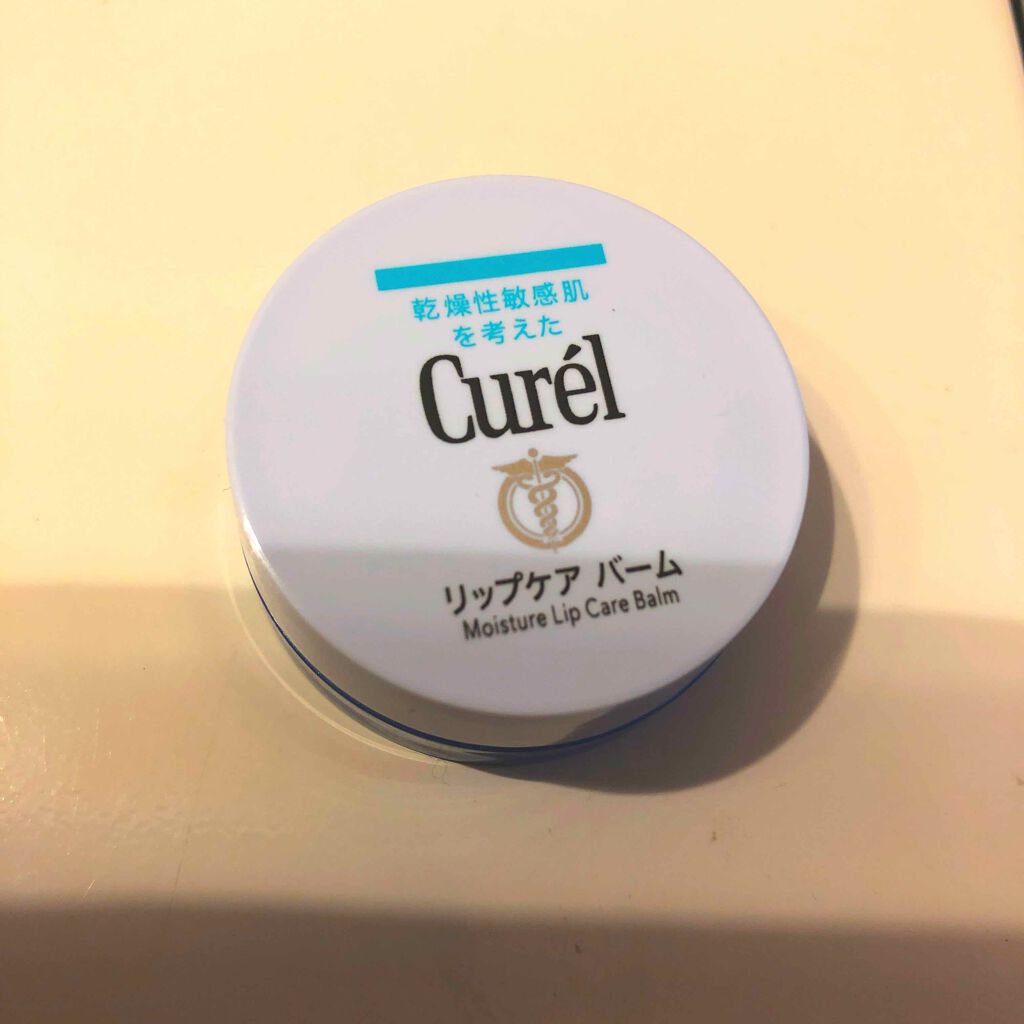 乾燥性敏感肌
を考えた
Curél
リップケア バーム
Moisture Lip Care Balm